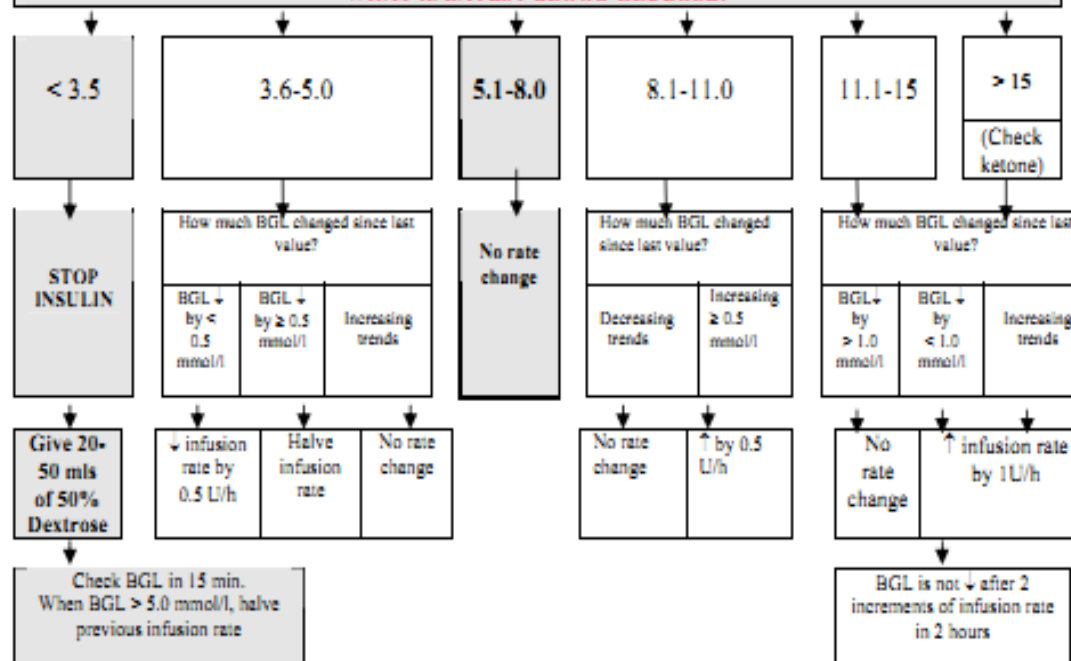 < 3.5
3.6-5.0
5.1-8.0
8.1-11.0
11.1-15
> 15
(Check
ketone)
STOP
INSULIN
How much BGL changed since last
value?
BGL ↓
by <
0.5
mmol/l
BGL ↓
by ≥ 0.5
mmol/l
Increasing
trends
No rate
change
How much BGL changed
since last value?
Decreasing
trends
Increasing
≥ 0.5
mmol/l
How much BGL changed since last
value?
BGL↓
by
> 1.0
mmol/l
BGL ↓
by
< 1.0
mmol/l
Increasing
trends
Give 20-
50 mls
of 50%
Dextrose
↓ infusion
rate by
0.5 U/h
Halve
infusion
rate
No rate
change
No rate
change
↑ by 0.5
U/h
No
rate
change
↑ infusion rate
by 1U/h
Check BGL in 15 min.
When BGL > 5.0 mmol/l, halve
previous infusion rate
BGL is not ↓ after 2
increments of infusion rate
in 2 hours